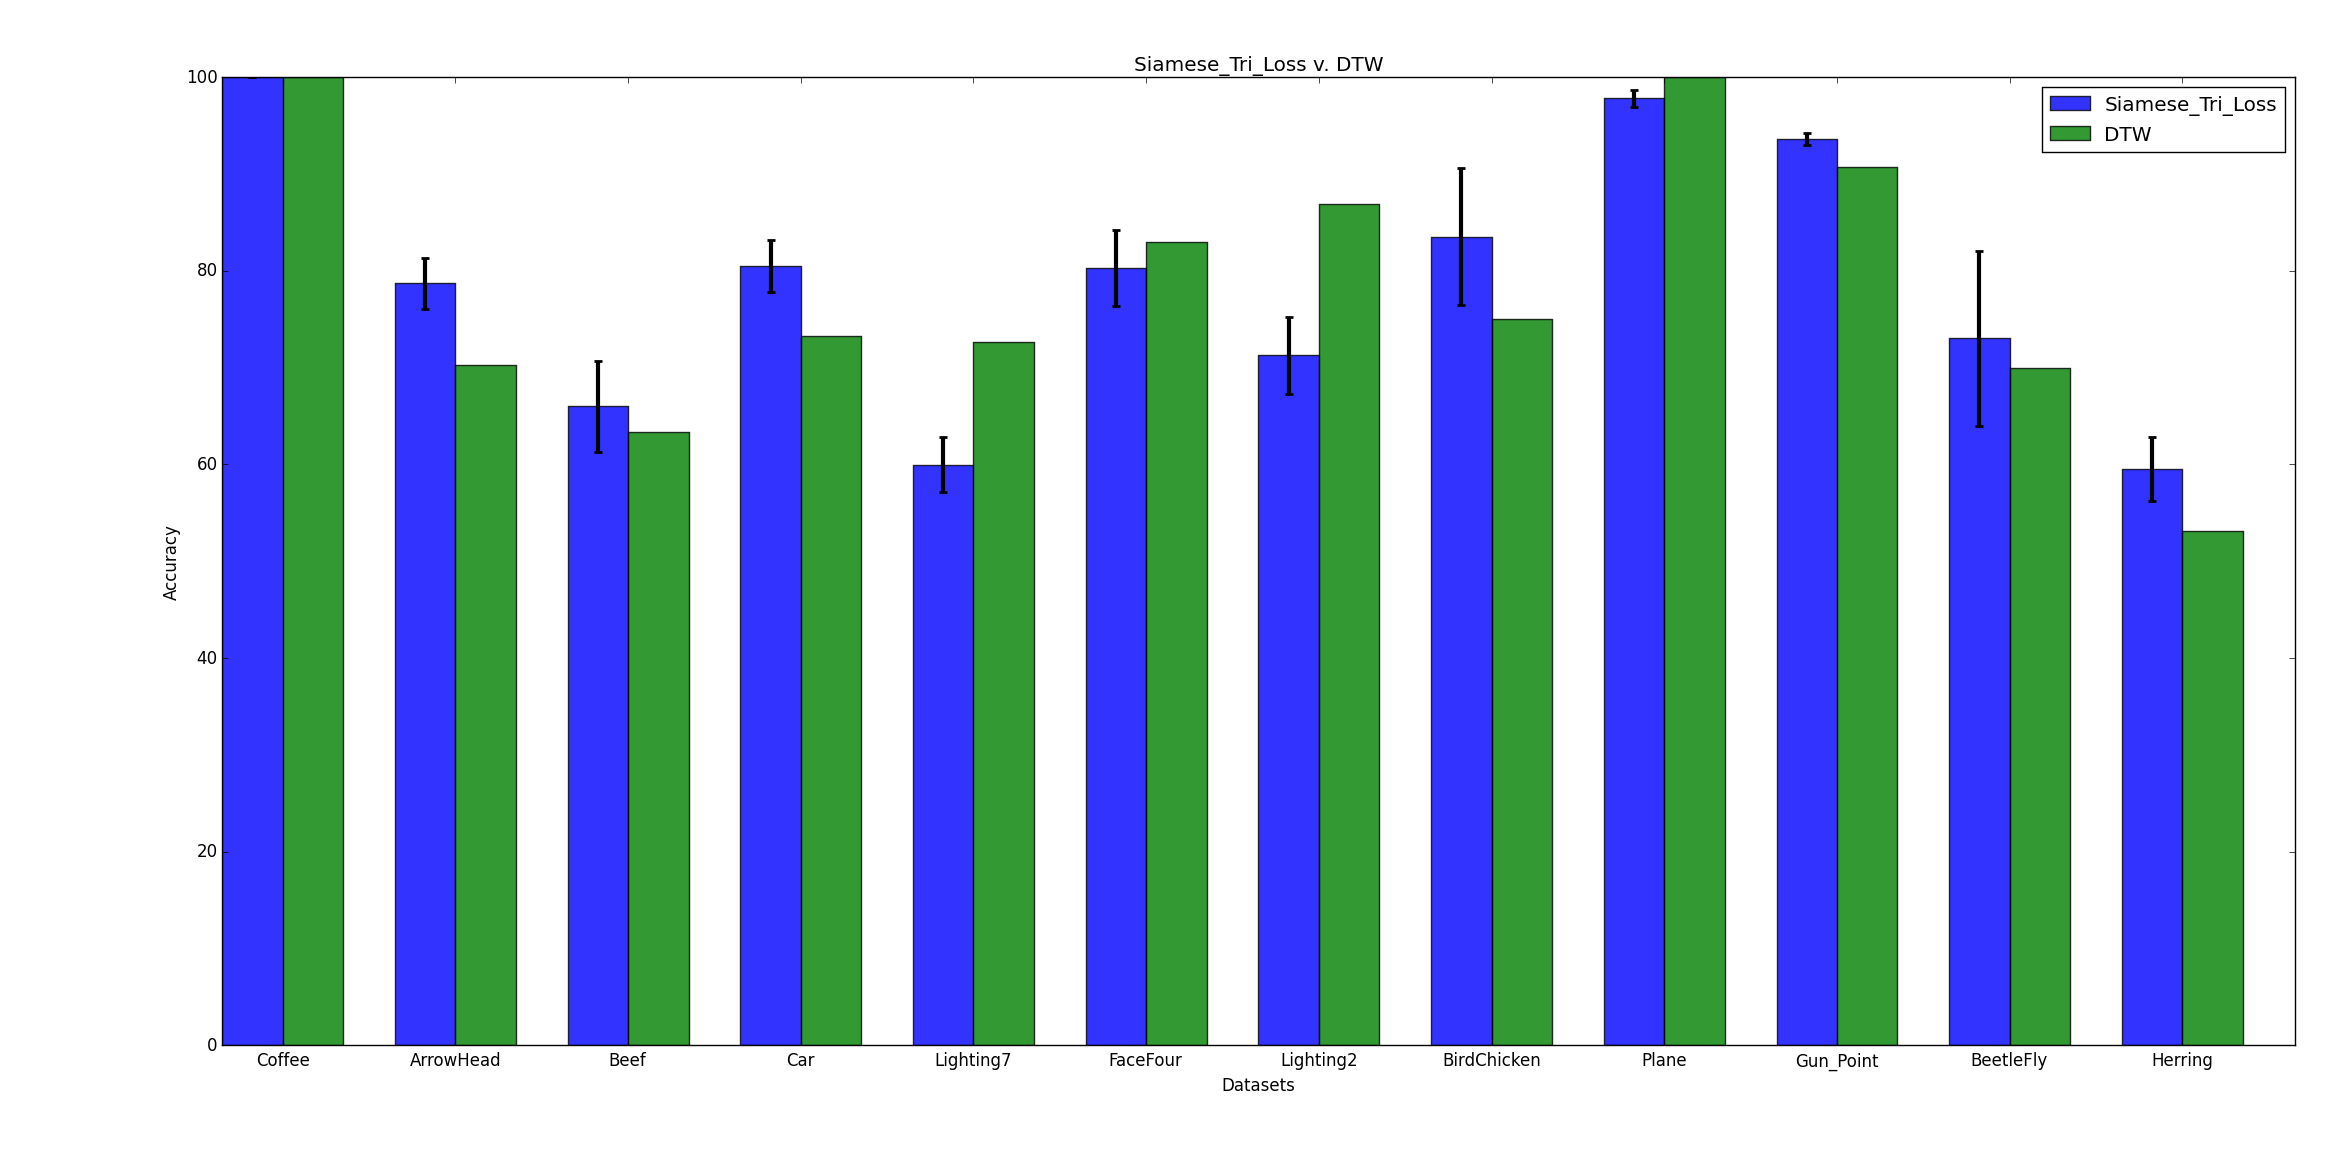 Siamese_Tri_Loss v. DTW
100
80
60
40
20
0
Accuracy
Siamese_Tri_Loss
DTW
Coffee ArrowHead Beef Car Lighting7 FaceFour Lighting2 BirdChicken Plane Gun_Point BeetleFly Herring
Datasets